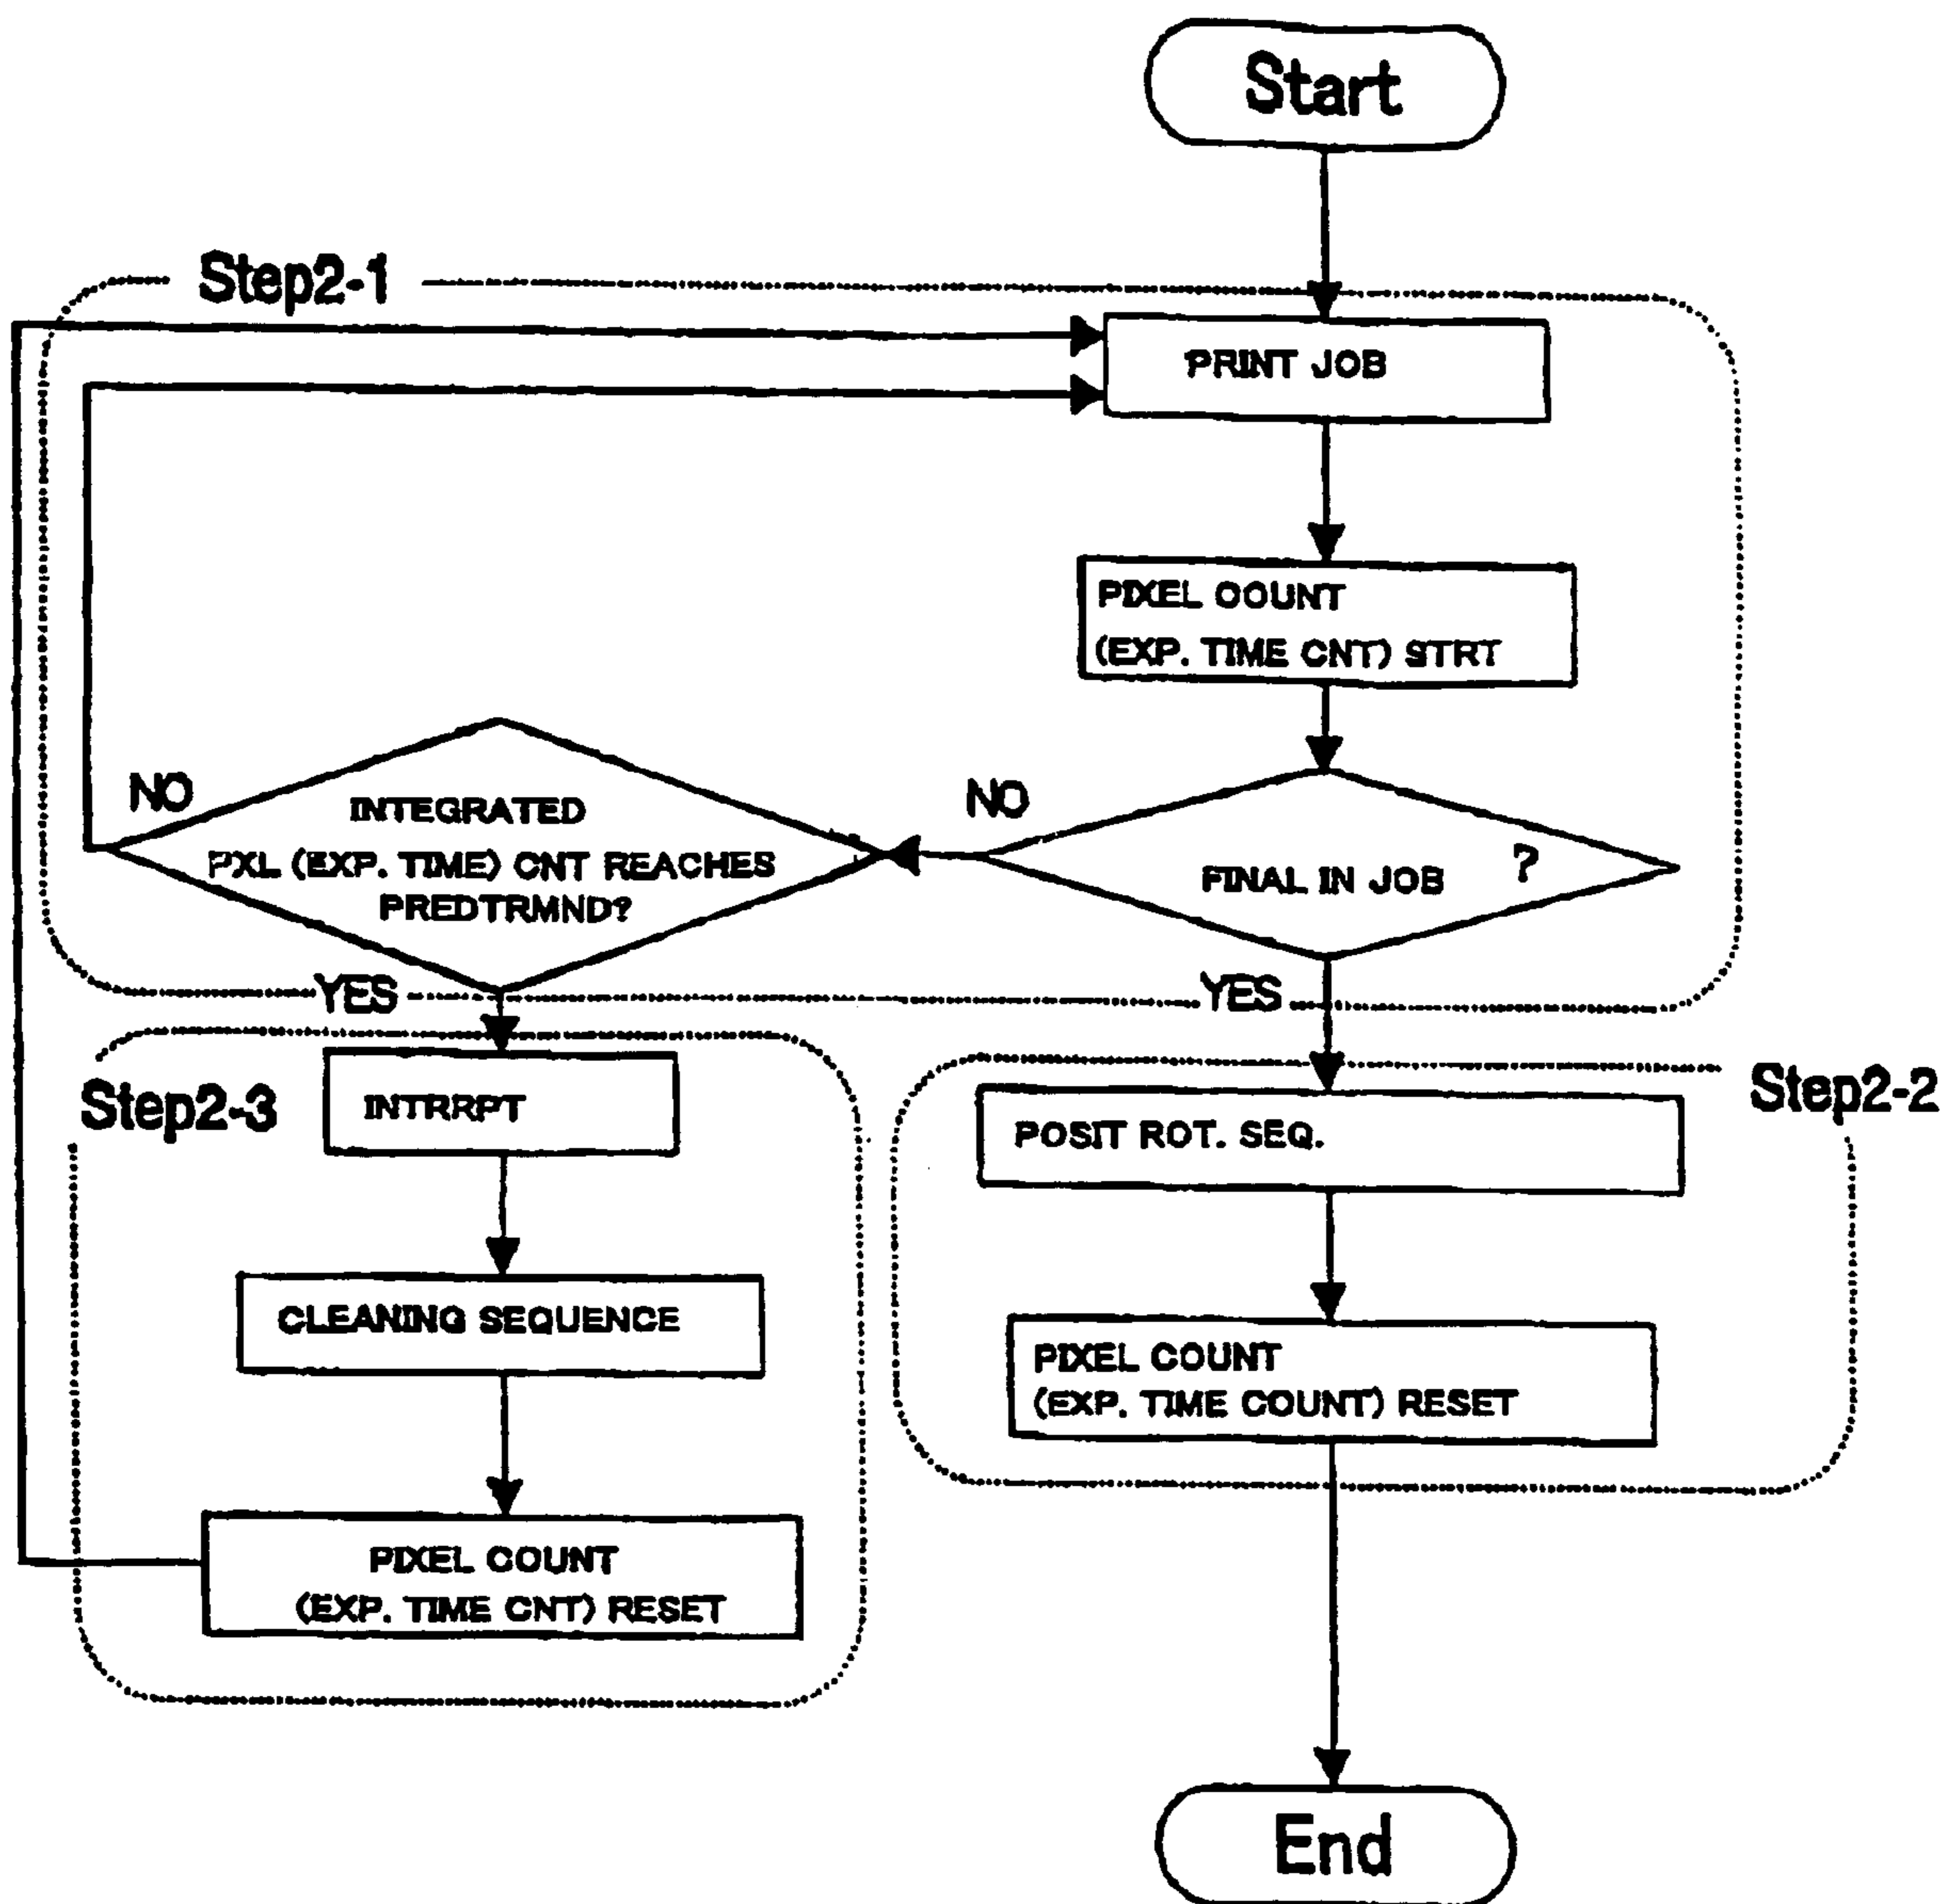 Start
Step2-1
PRINT JOB
PIXEL COUNT
(EXP. TIME CNT) STRT
NO
INTEGRATED
PXL (EXP. TIME) CNT REACHES
PREDTRMND?
NO
FINAL IN JOB ?
YES
YES
Step2-3
INTRRPT
Step2-2
POSIT ROT. SEQ.
CLEANING SEQUENCE
PIXEL COUNT
(EXP. TIME COUNT) RESET
PIXEL COUNT
(EXP. TIME CNT) RESET
End